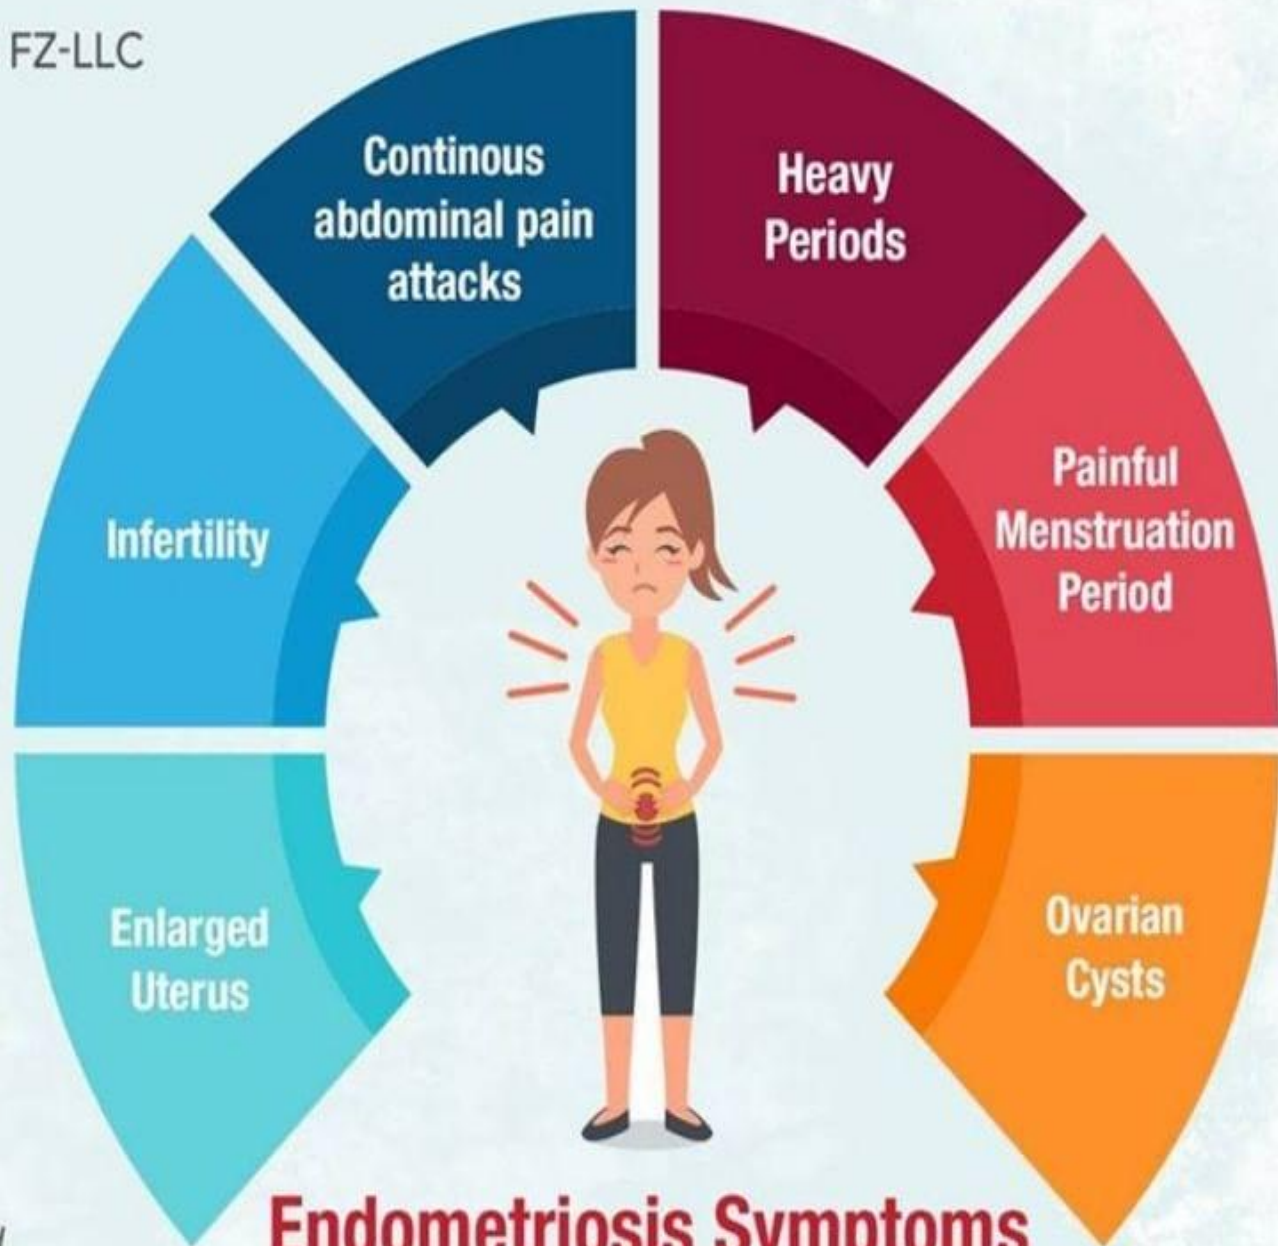 FZ-LLC
Continous
abdominal pain
attacks
Heavy
Periods
Infertility
Painful
Menstruation
Period
Enlarged
Uterus
Ovarian
Cysts
Endometriosis Symptoms